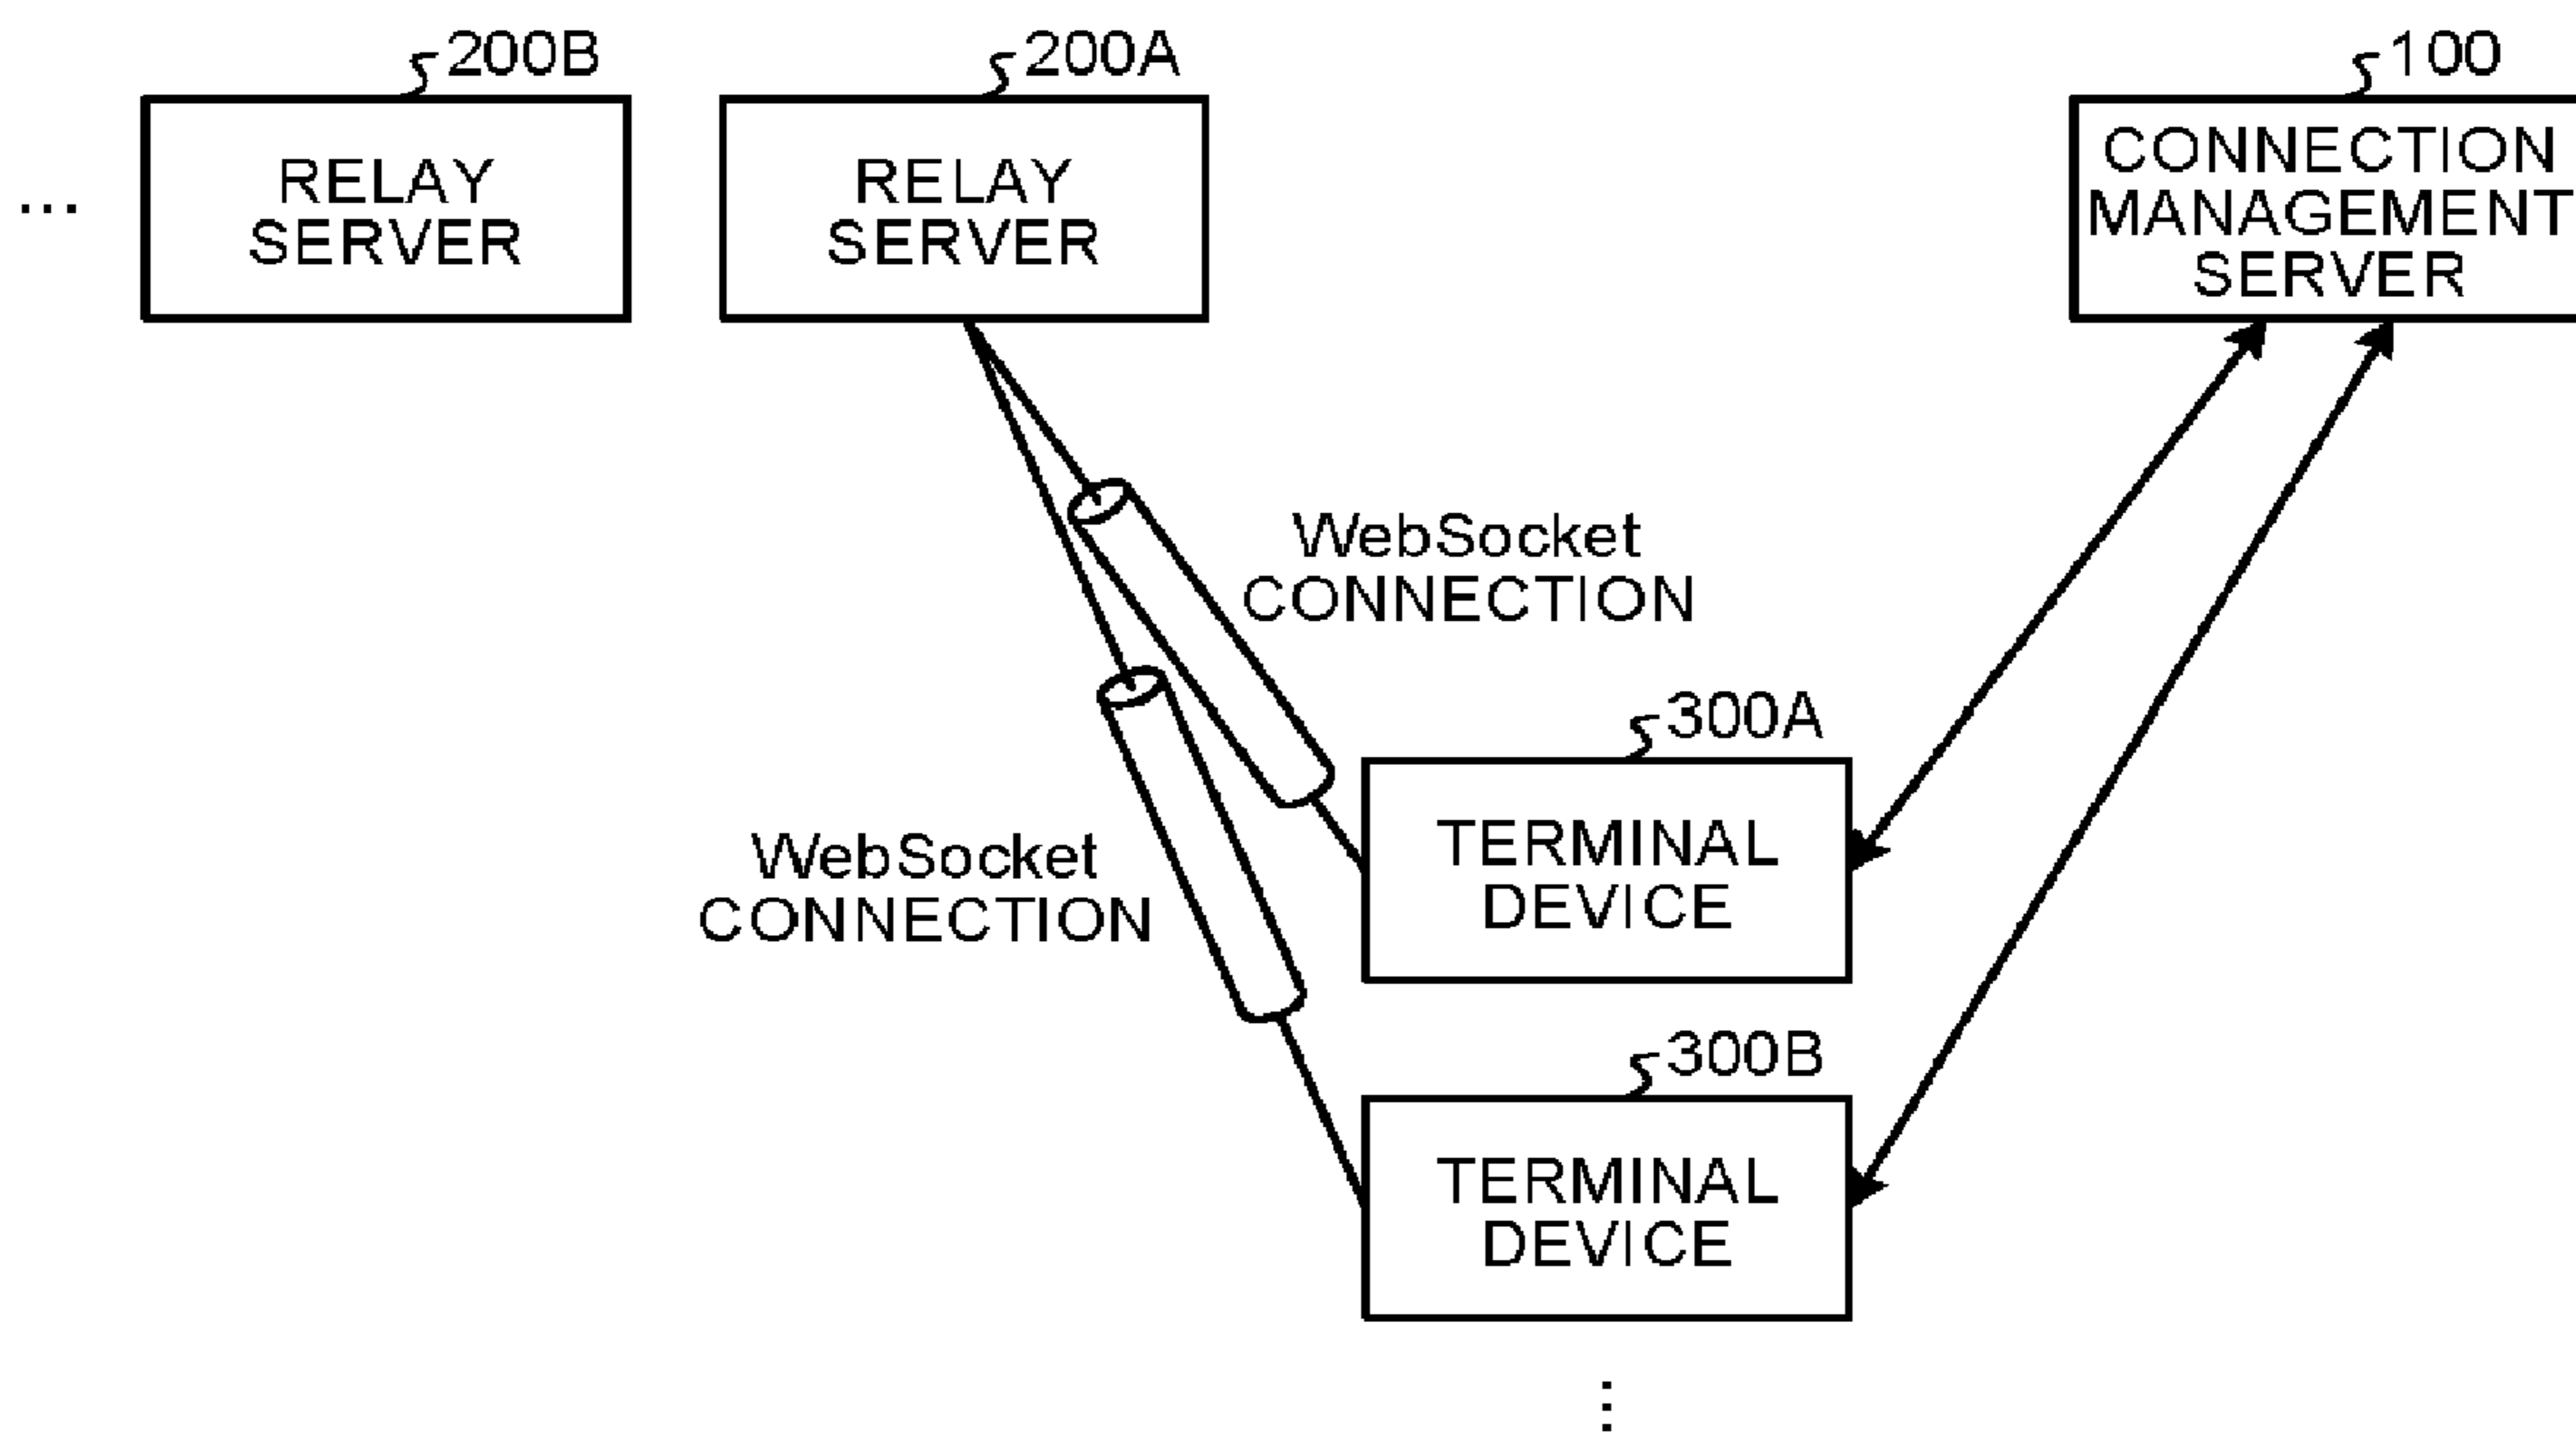 200B
200A
100
RELAY
SERVER
RELAY
SERVER
CONNECTION
MANAGEMENT
SERVER
...
WebSocket
CONNECTION
300A
TERMINAL
DEVICE
WebSocket
CONNECTION
300B
TERMINAL
DEVICE
...